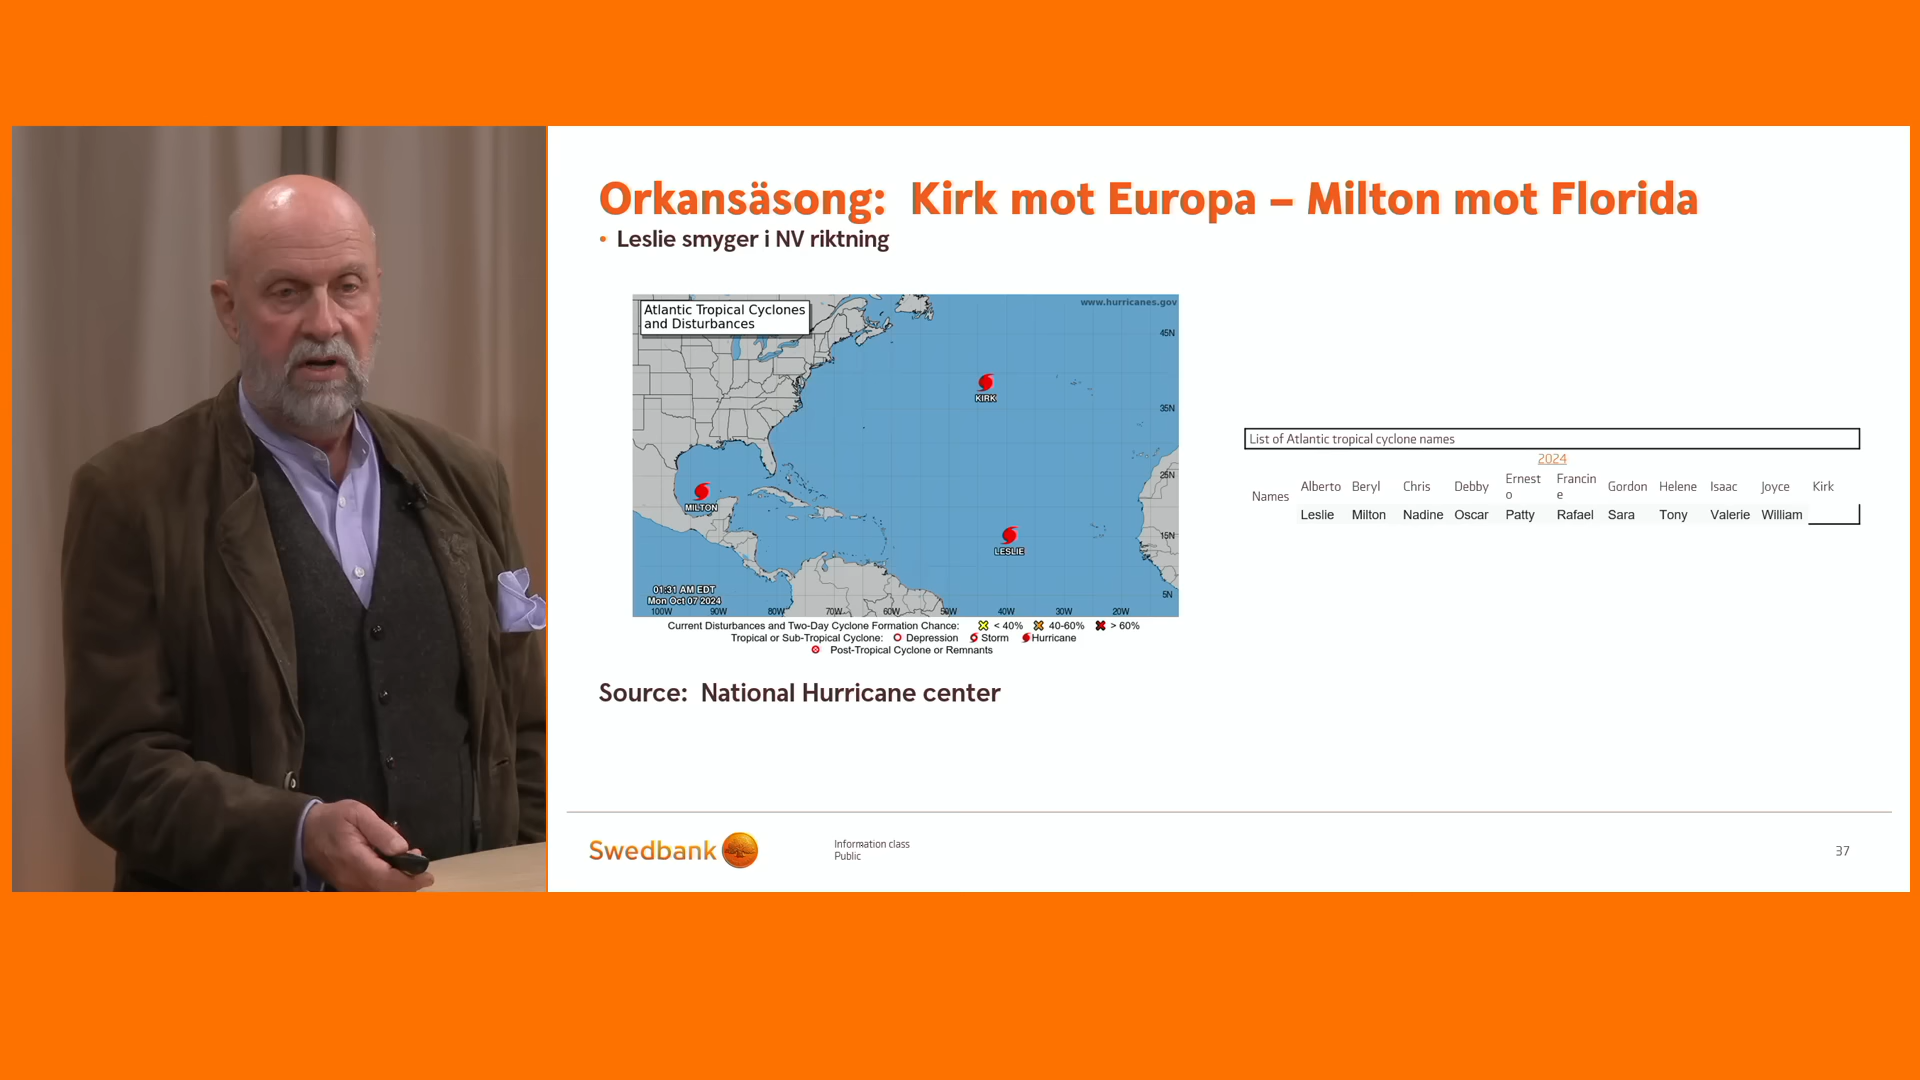 Orkansäsong: Kirk mot Europa – Milton mot Florida
• Leslie smyger i NV riktning
Atlantic Tropical Cyclones
and Disturbances
www.hurricanes.gov
45N
KIRK
35N
25N
MILTON
15N
LESLIE
01:31 AM EDT
Mon Oct 07 2024
5N
100W 90W 80W 70W 60W 50W 40W 30W 20W
Current Disturbances and Two-Day Cyclone Formation Chance: < 40% 40-60% > 60%
Tropical or Sub-Tropical Cyclone: Depression Storm Hurricane
Post-Tropical Cyclone or Remnants
Source: National Hurricane center
List of Atlantic tropical cyclone names
2024
Names Alberto Beryl Chris Debby Ernest
o Francin
e Gordon Helene Isaac Joyce Kirk
Leslie Milton Nadine Oscar Patty Rafael Sara Tony Valerie William
Swedbank
Information class
Public
37